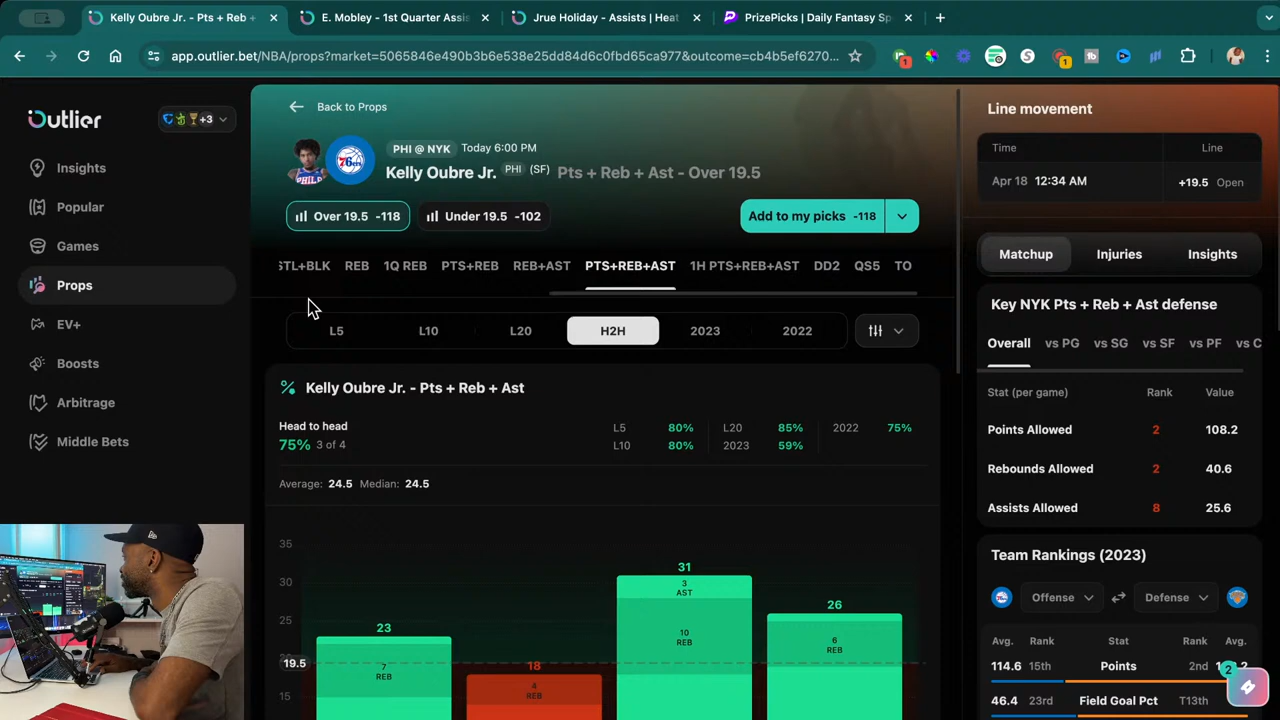 Kelly Oubre Jr. - Pts + Reb +
E. Mobley - 1st Quarter Assis
Jrue Holiday - Assists | Heat
PrizePicks | Daily Fantasy Sp
app.outlier.bet/NBA/props?market=5065846e490b3b6e538e25dd84d6c0fbd65ca977&outcome=cb4b5ef6270...
Outlier
+3
Insights
Popular
Games
Props
EV+
Boosts
Arbitrage
Middle Bets
Back to Props
PHI @ NYK Today 6:00 PM
Kelly Oubre Jr. PHI (SF) Pts + Reb + Ast - Over 19.5
Over 19.5 -118
Under 19.5 -102
Add to my picks -118
STL+BLK REB 1Q REB PTS+REB REB+AST PTS+REB+AST 1H PTS+REB+AST DD2 QS5 TO
L5 L10 L20 H2H 2023 2022
Kelly Oubre Jr. - Pts + Reb + Ast
Head to head
75% 3 of 4
L5 80% L20 85% 2022 75%
L10 80% 2023 59%
Average: 24.5 Median: 24.5
35
30
25
20
19.5
15
23
7
REB
18
4
REB
31
3
AST
10
REB
26
6
REB
Line movement
Time Line
Apr 18 12:34 AM +19.5 Open
Matchup Injuries Insights
Key NYK Pts + Reb + Ast defense
Overall vs PG vs SG vs SF vs PF vs C
Stat (per game) Rank Value
Points Allowed 2 108.2
Rebounds Allowed 2 40.6
Assists Allowed 8 25.6
Team Rankings (2023)
Offense Defense
Avg. Rank Stat Rank Avg.
114.6 15th Points 2nd
46.4 23rd Field Goal Pct T13th
2
1
1